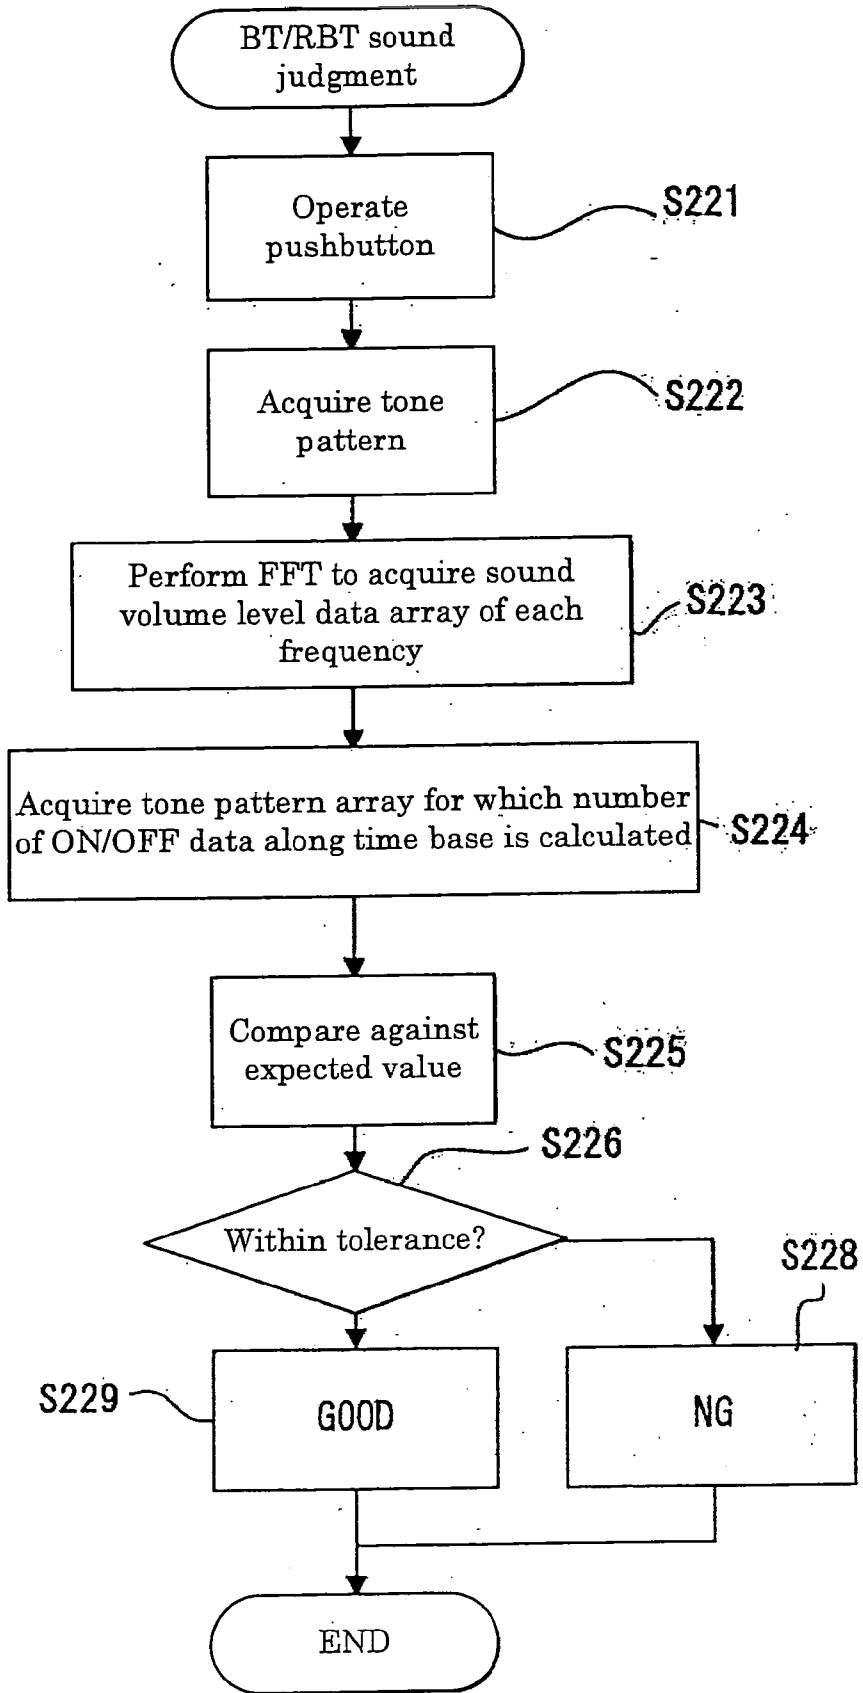 BT/RBT sound
judgment
Operate
pushbutton
S221
Acquire tone
pattern
S222
Perform FFT to acquire sound
volume level data array of each
frequency
S223
Acquire tone pattern array for which number
of ON/OFF data along time base is calculated
S224
Compare against
expected value
S225
S226
Within tolerance?
S228
S229
GOOD
NG
END